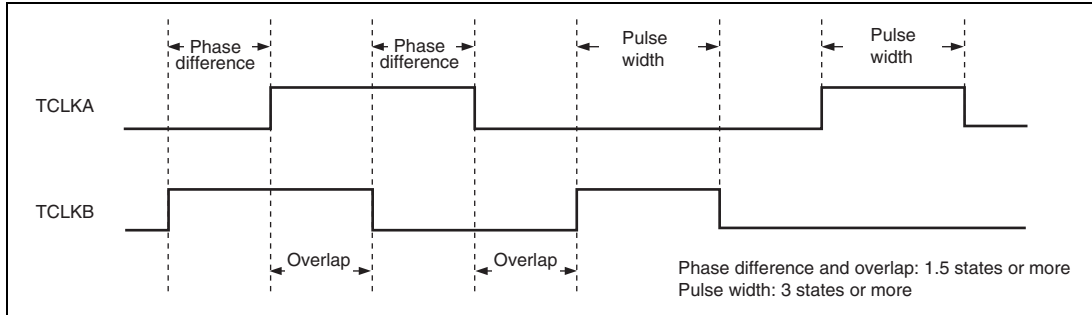 Phase
difference
Phase
difference
Pulse
width
Pulse
width
TCLKA
TCLKB
Overlap
Overlap
Phase difference and overlap: 1.5 states or more
Pulse width: 3 states or more